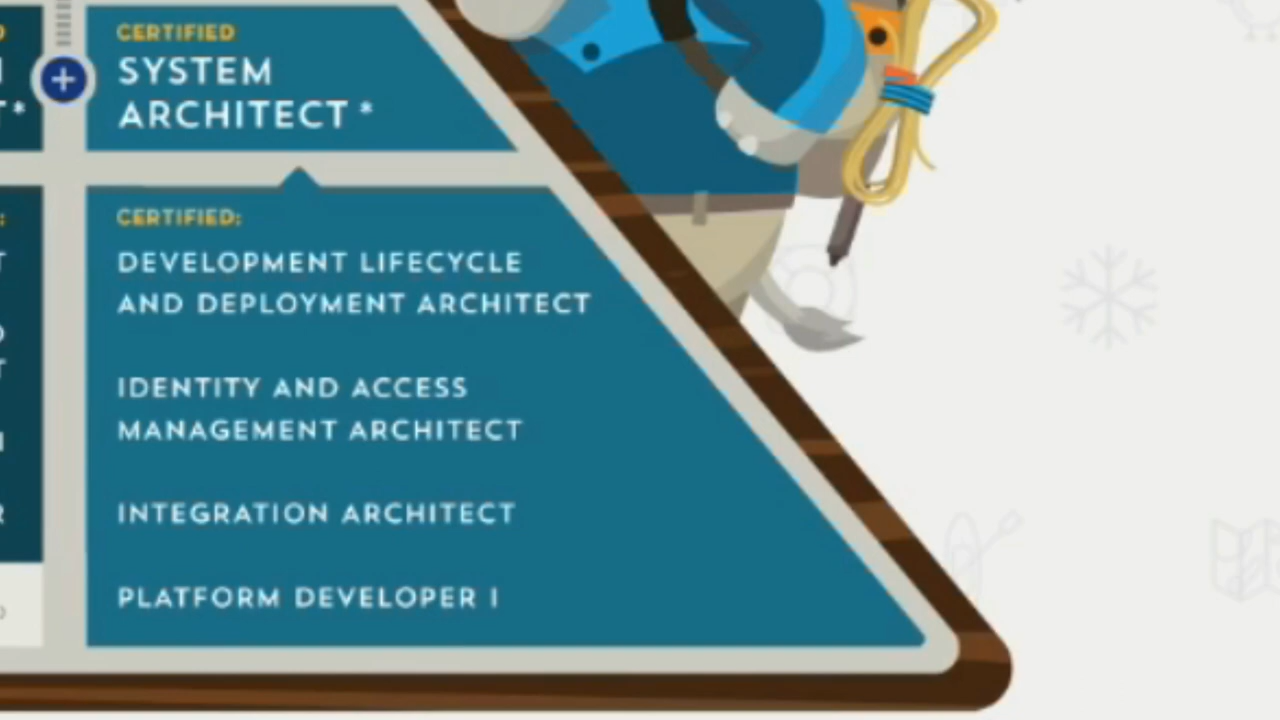 CERTIFIED
SYSTEM
ARCHITECT *
CERTIFIED:
DEVELOPMENT LIFECYCLE
AND DEPLOYMENT ARCHITECT
IDENTITY AND ACCESS
MANAGEMENT ARCHITECT
INTEGRATION ARCHITECT
PLATFORM DEVELOPER I